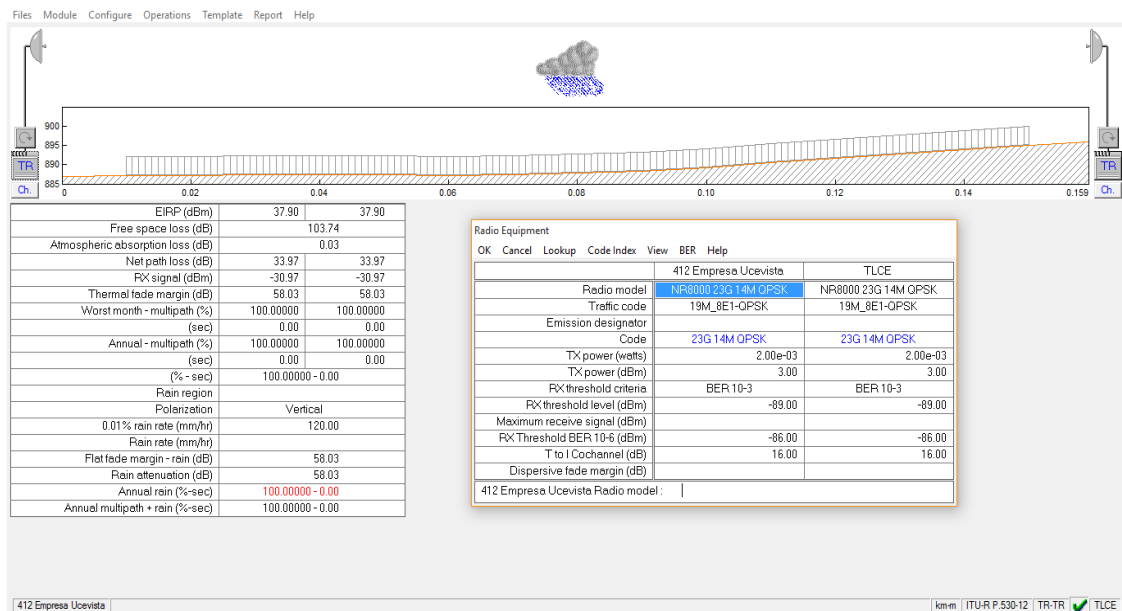 Files Module Configure Operations Template Report Help
900
895
890
885
TR
Ch.
TR
Ch.
0 0.02 0.04 0.06 0.08 0.10 0.12 0.14 0.159
EIRP (dBm) 37.90 37.90
Free space loss (dB) 103.74
Atmospheric absorption loss (dB) 0.03
Net path loss (dB) 33.97 33.97
RX signal (dBm) -30.97 -30.97
Thermal fade margin (dB) 58.03 58.03
Worst month - multipath (%) 100.00000 100.00000
(sec) 0.00 0.00
Annual - multipath (%) 100.00000 100.00000
(sec) 0.00 0.00
(% - sec) 100.00000 - 0.00
Rain region
Polarization Vertical
0.01% rain rate (mm/hr) 120.00
Rain rate (mm/hr)
Flat fade margin - rain (dB) 58.03
Rain attenuation (dB) 58.03
Annual rain (%-sec) 100.00000 - 0.00
Annual multipath + rain (%-sec) 100.00000 - 0.00
Radio Equipment
OK Cancel Lookup Code Index View BER Help
412 Empresa Ucevista TLCE
Radio model NR8000 23G 14M QPSK NR8000 23G 14M QPSK
Traffic code 19M_8E1-QPSK 19M_8E1-QPSK
Emission designator
Code 23G 14M QPSK 23G 14M QPSK
TX power (watts) 2.00e-03 2.00e-03
TX power (dBm) 3.00 3.00
RX threshold criteria BER 10-3 BER 10-3
RX threshold level (dBm) -89.00 -89.00
Maximum receive signal (dBm)
RX Threshold BER 10-6 (dBm) -86.00 -86.00
T to I Cochannel (dB) 16.00 16.00
Dispersive fade margin (dB)
412 Empresa Ucevista Radio model :
412 Empresa Ucevista km-m ITU-R P.530-12 TR-TR TLCE